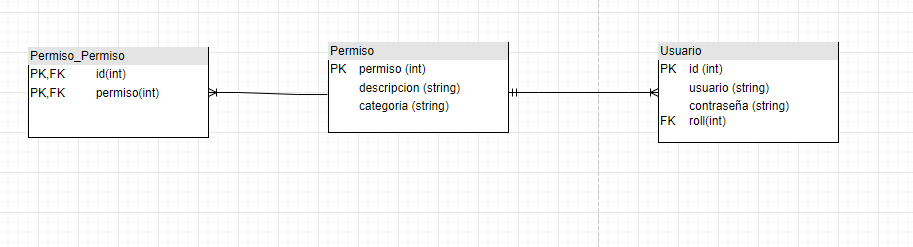 Permiso_Permiso
PK,FK id(int)
PK,FK permiso(int)
Permiso
PK permiso (int)
descripcion (string)
categoria (string)
Usuario
PK id (int)
usuario (string)
contraseña (string)
FK roll(int)